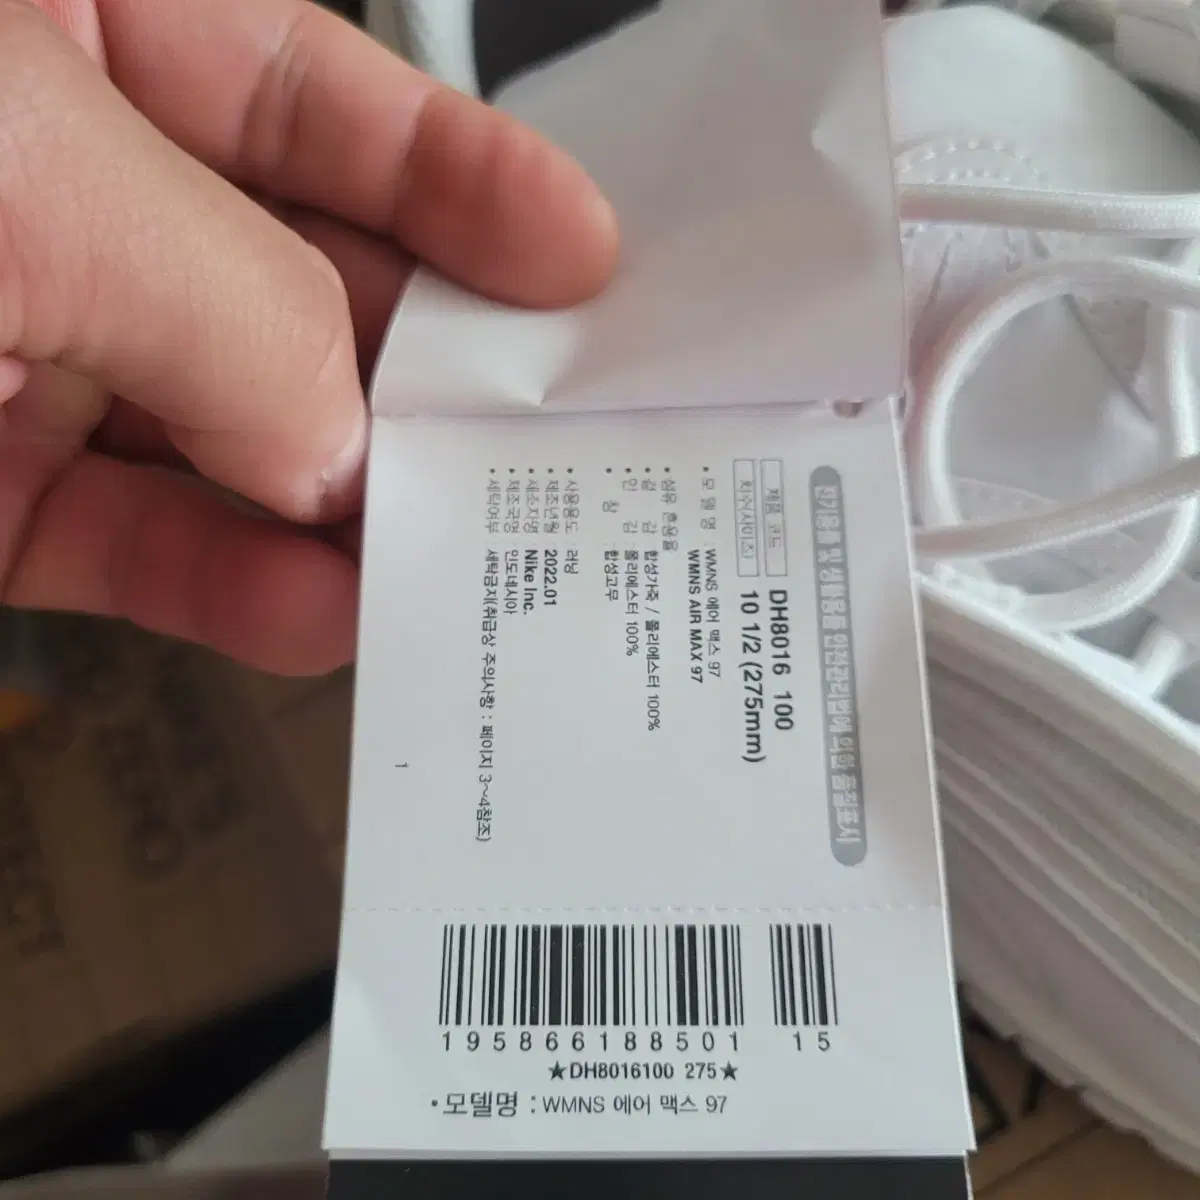 전기용품 및 생활용품 안전관리법에 의한 품질표시
제품 코드 DH8016 100
치수(사이즈) 10 1/2 (275mm)
• 모 델 명 : WMNS 에어 맥스 97
WMNS AIR MAX 97
• 섬유 혼용율
• 겉 감 : 합성가죽 / 폴리에스터 100%
• 안 감 : 폴리에스터 100%
• 창 : 합성고무
• 사용용도 : 러닝
• 제조년월 : 2022.01
• 제조자명 : Nike Inc.
• 제조국명 : 인도네시아
• 세탁여부 : 세탁금지(취급상 주의사항 : 페이지 3~4참조)
1
195866188501 15
★DH8016100 275★
• 모델명 : WMNS 에어 맥스 97